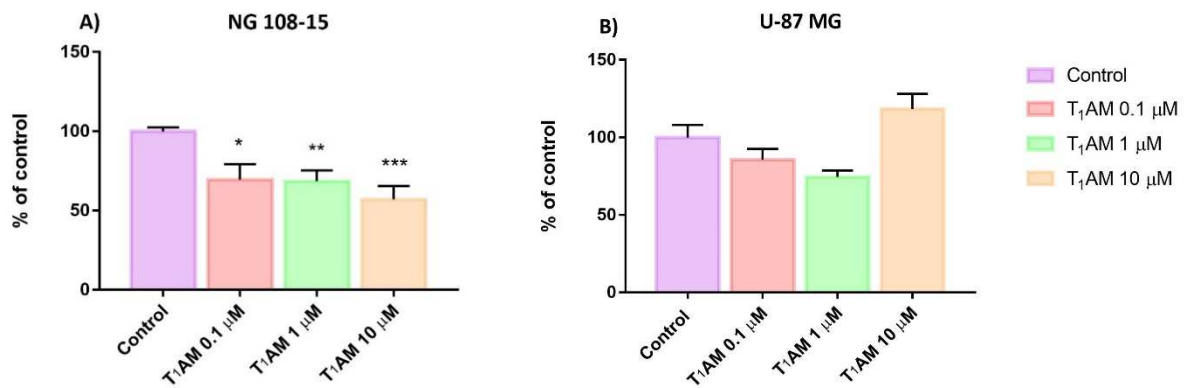 A)
NG 108-15
% of control
150
100
50
0
*
**
***
Control
T₁AM 0.1 μM
T₁AM 1 μM
T₁AM 10 μM
B)
U-87 MG
% of control
150
100
50
0
Control
T₁AM 0.1 μM
T₁AM 1 μM
T₁AM 10 μM
Control
T₁AM 0.1 μM
T₁AM 1 μM
T₁AM 10 μM